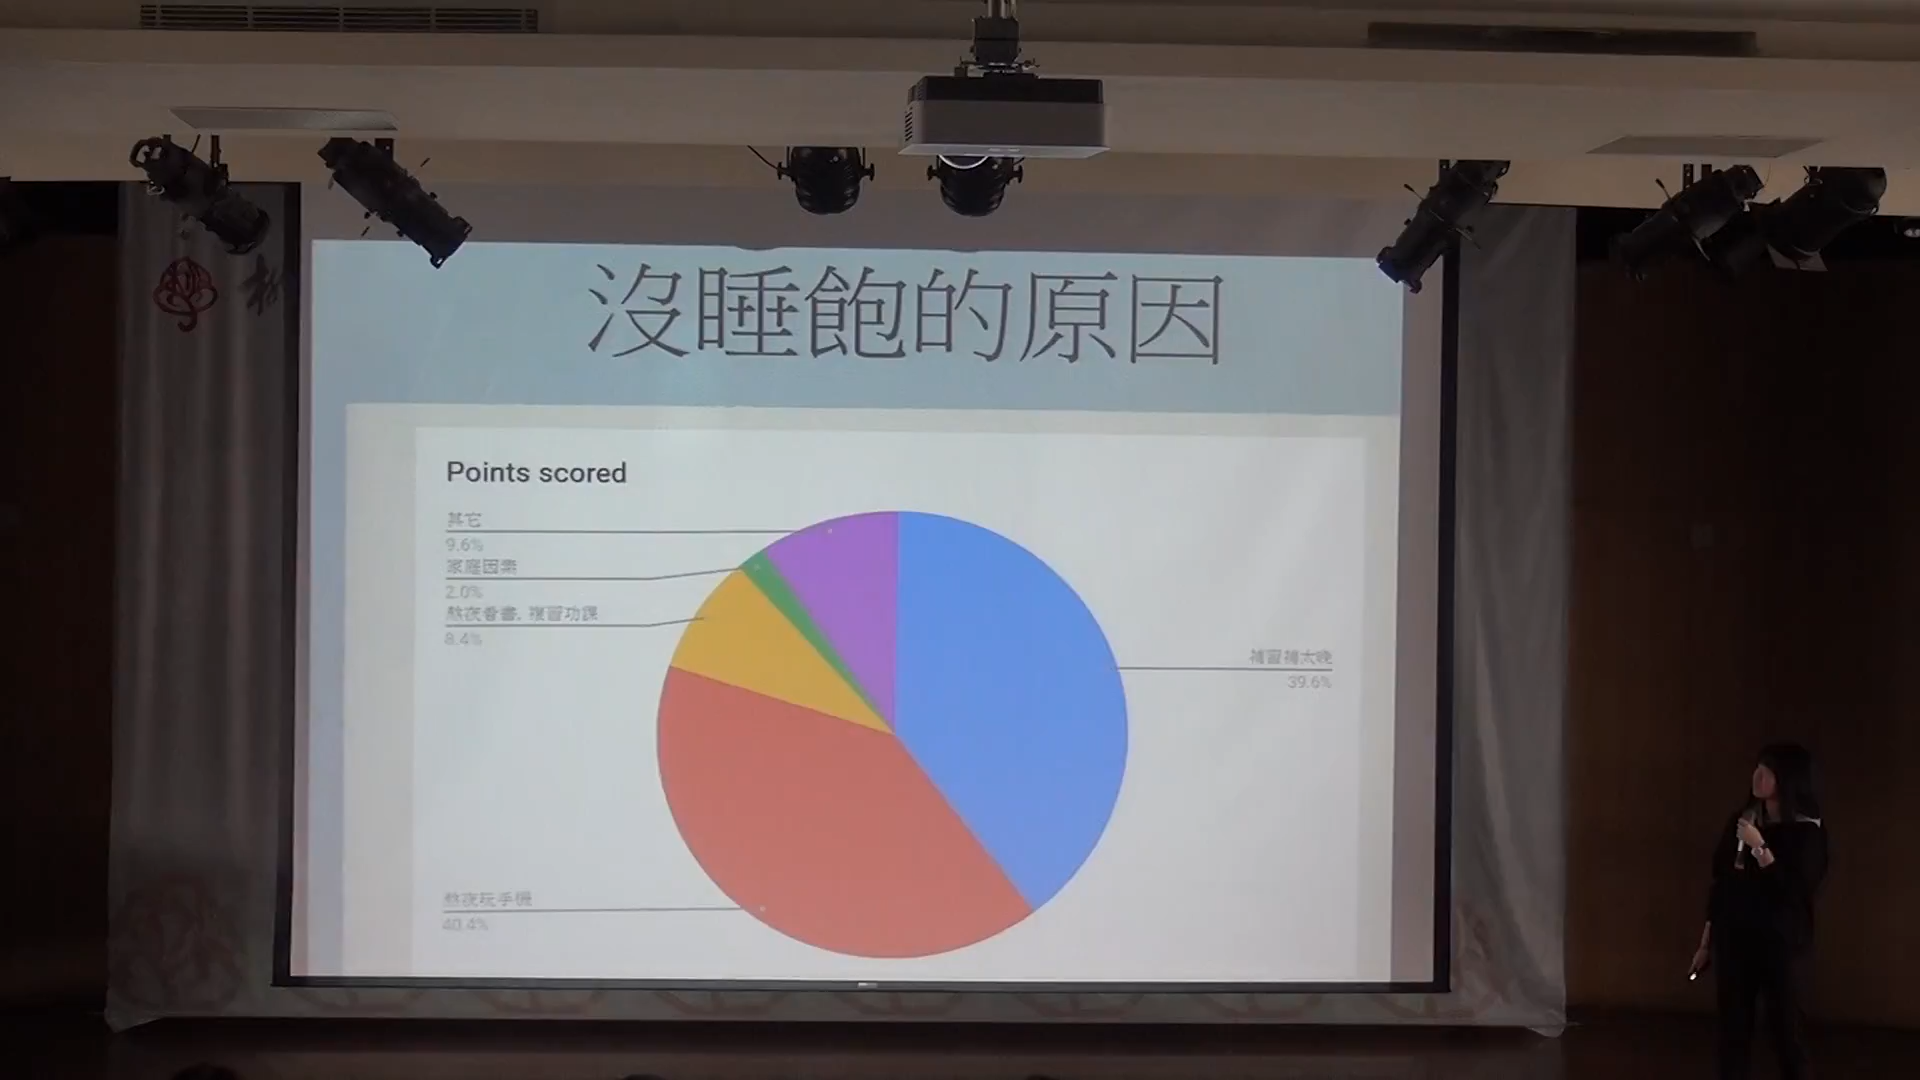 沒睡飽的原因
Points scored
其它
9.6%
家庭因素
2.0%
熬夜看書, 複習功課
8.4%
補習補太晚
39.6%
熬夜玩手機
40.4%